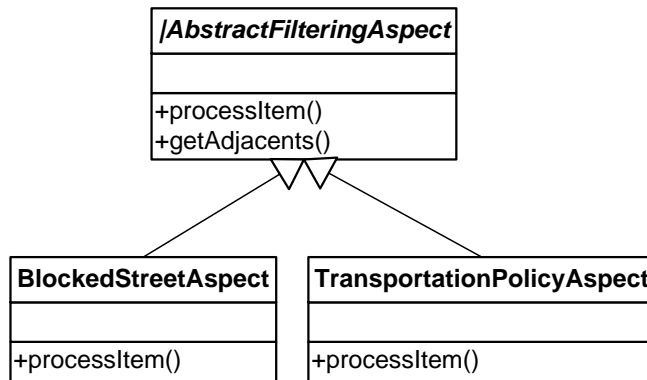 |AbstractFilteringAspect
+processItem()
+getAdjacents()
BlockedStreetAspect
+processItem()
TransportationPolicyAspect
+processItem()